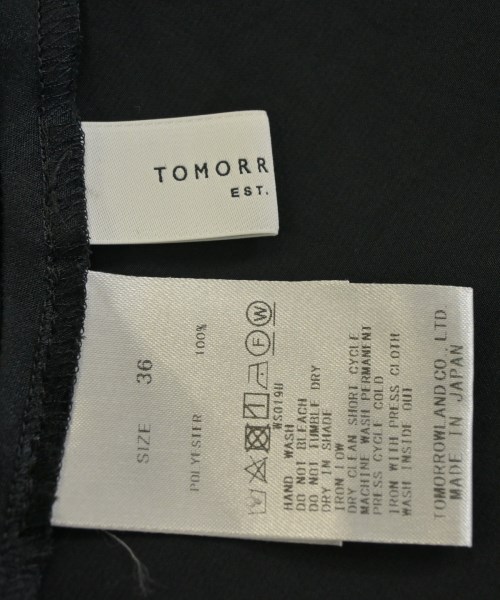 TOMORR
EST.
SIZE 36
POLYESTER 100%
WS019U
HAND WASH
DO NOT BLEACH
DO NOT TUMBLE DRY
DRY IN SHADE
IRON LOW
DRY CLEAN SHORT CYCLE
MACHINE WASH PERMANENT
PRESS CYCLE COLD
IRON WITH PRESS CLOTH
WASH INSIDE OUT
TOMORROWLAND CO., LTD.
MADE IN JAPAN